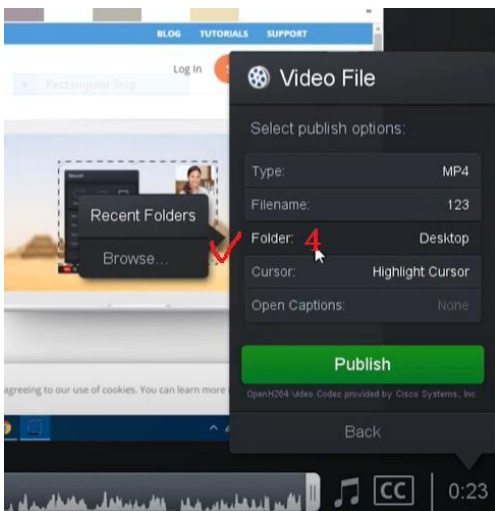 BLOG TUTORIALS SUPPORT
Log In
Rectangular Snip
Video File
Select publish options:
Type: MP4
Filename: 123
Recent Folders
Folder: 4 Desktop
Browse...
Cursor: Highlight Cursor
Open Captions: None
Publish
agreeing to our use of cookies. You can learn more
OpenH264 Video Codec provided by Cisco Systems, Inc.
Back
CC 0:23